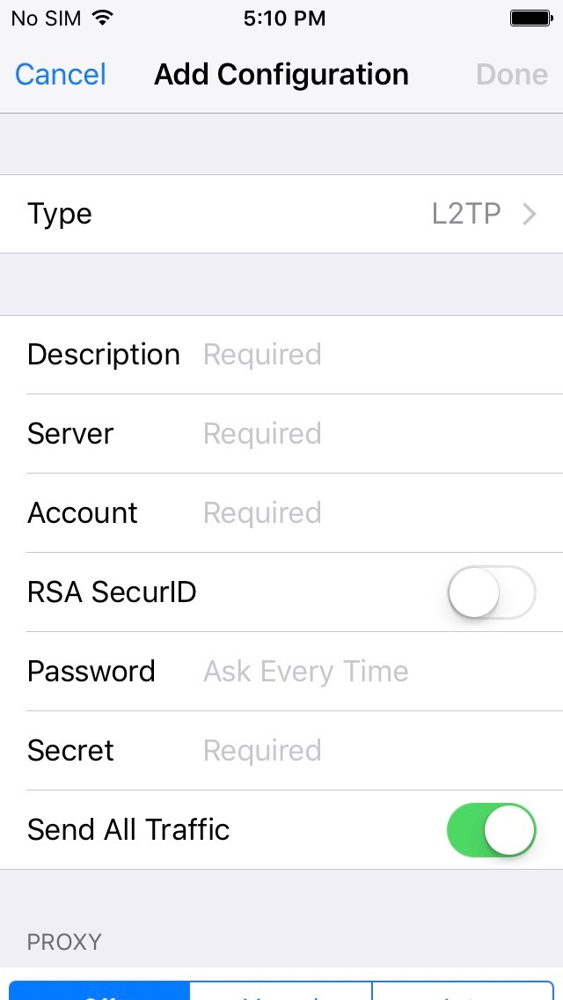 No SIM 5:10 PM
Cancel Add Configuration Done
Type L2TP
Description Required
Server Required
Account Required
RSA SecurID
Password Ask Every Time
Secret Required
Send All Traffic
PROXY